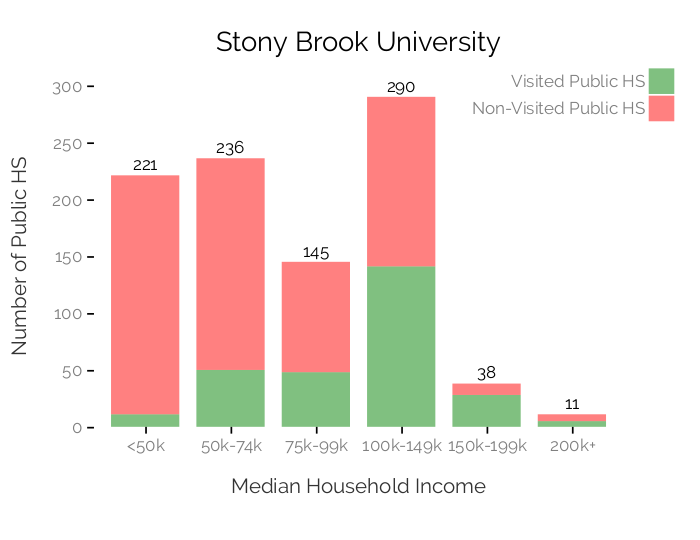 Stony Brook University
Visited Public HS
Non-Visited Public HS
Number of Public HS
300
250
200
150
100
50
0
221
236
145
290
38
11
<50k
50k-74k
75k-99k
100k-149k
150k-199k
200k+
Median Household Income